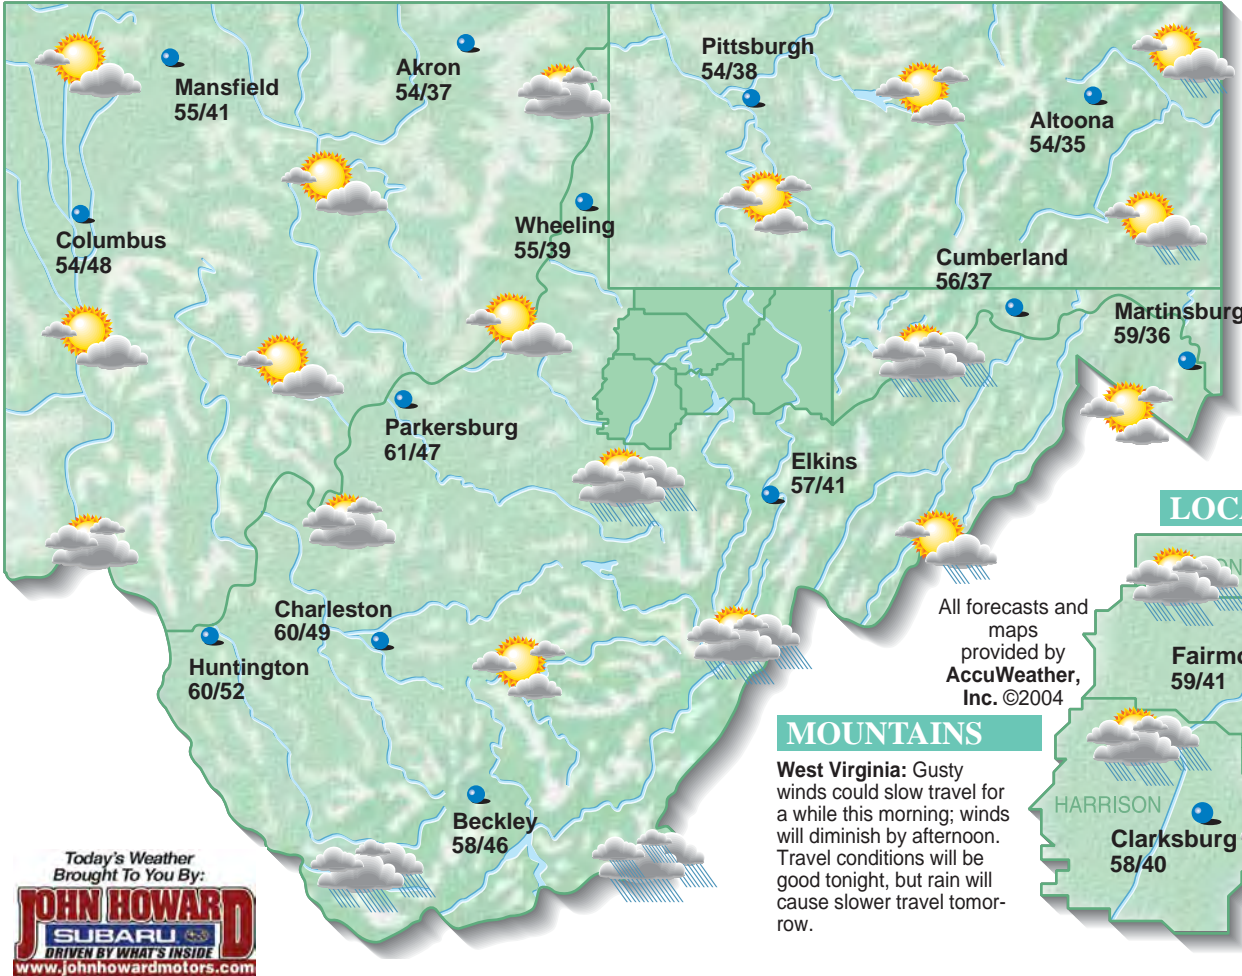 Mansfield
55/41
Akron
54/37
Pittsburgh
54/38
Altoona
54/35
Columbus
54/48
Wheeling
55/39
Cumberland
56/37
Martinsburg
59/36
Parkersburg
61/47
Elkins
57/41
Charleston
60/49
Huntington
60/52
Beckley
58/46
All forecasts and
maps
provided by
AccuWeather,
Inc. ©2004
MOUNTAINS
West Virginia: Gusty
winds could slow travel for
a while this morning; winds
will diminish by afternoon.
Travel conditions will be
good tonight, but rain will
cause slower travel tomor-
row.
LOCA
Fairmo
59/41
HARRISON
Clarksburg
58/40
Today's Weather
Brought To You By:
JOHN HOWARD
SUBARU
DRIVEN BY WHAT'S INSIDE
www.johnhowardmotors.com